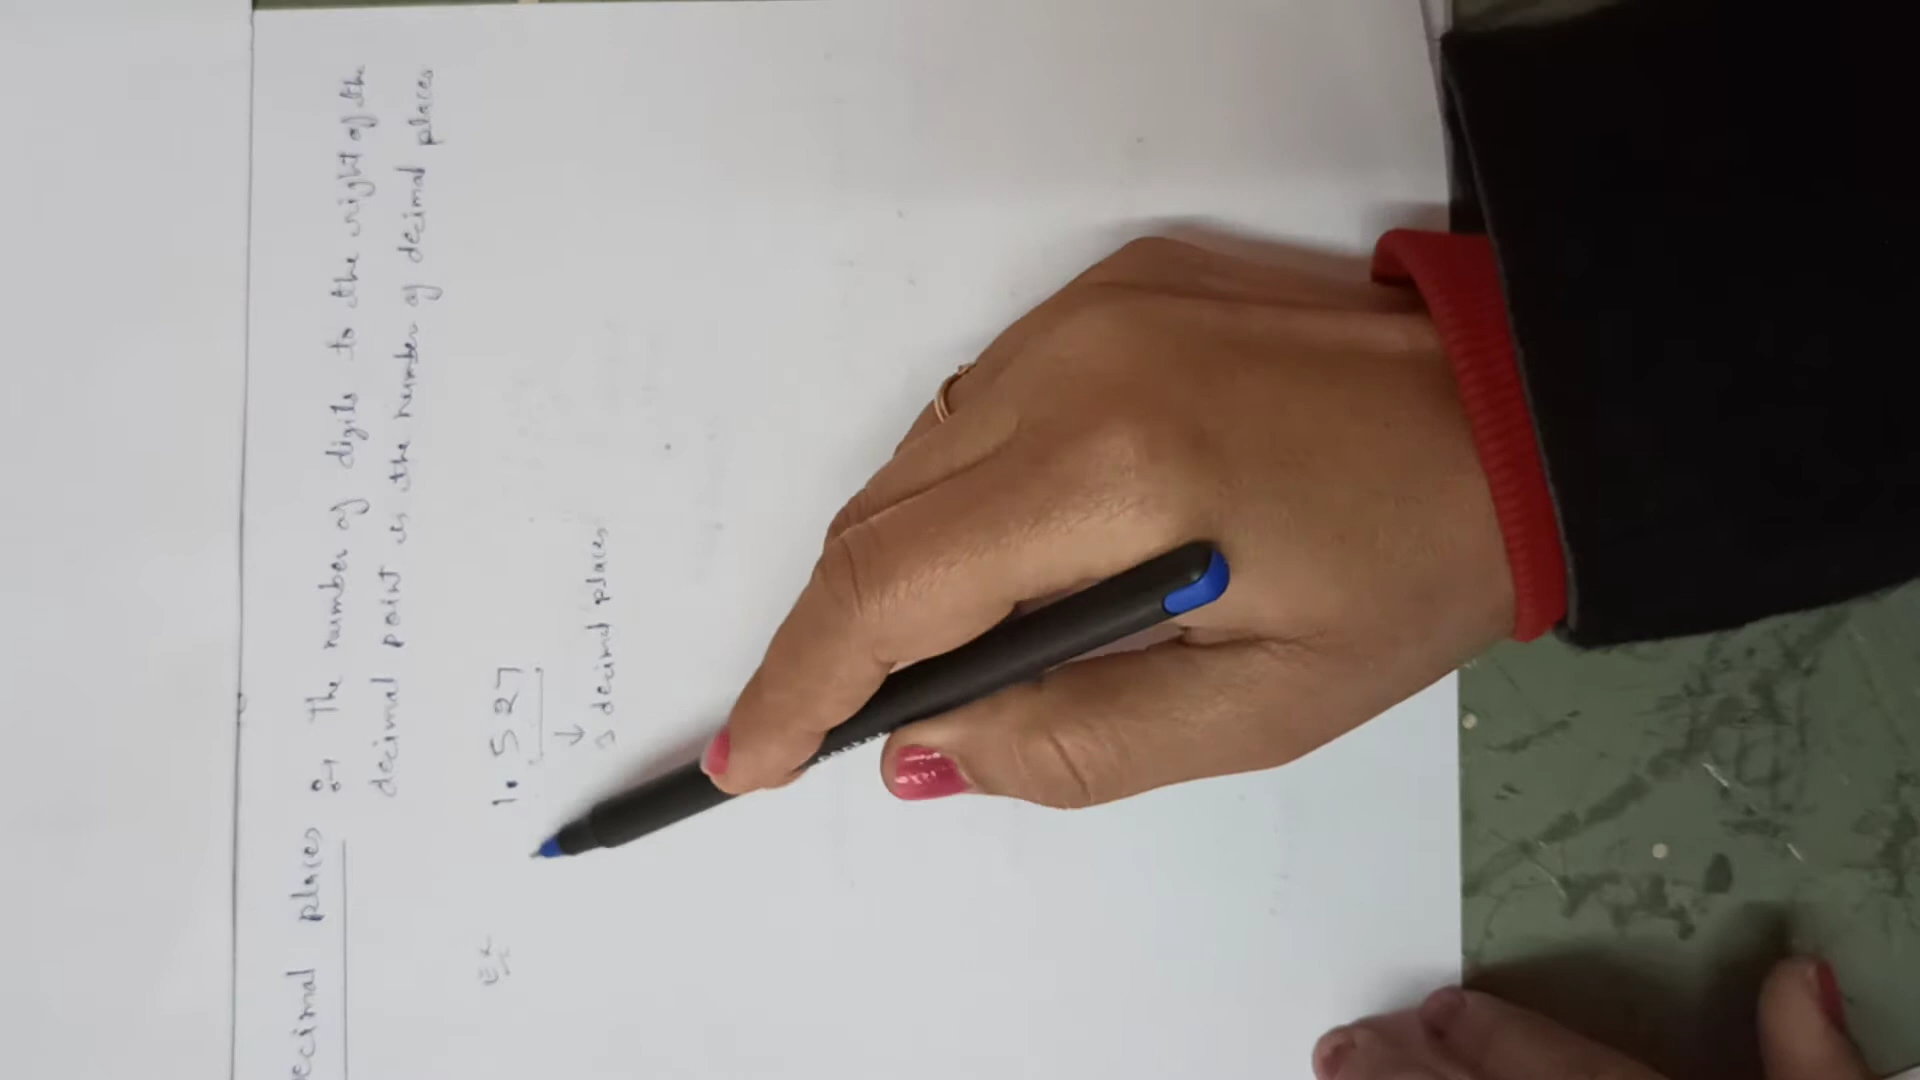 Decimal places :→ The number of digits to the right of the
decimal point is the number of decimal places
Ex
1.527
↓
3 decimal places